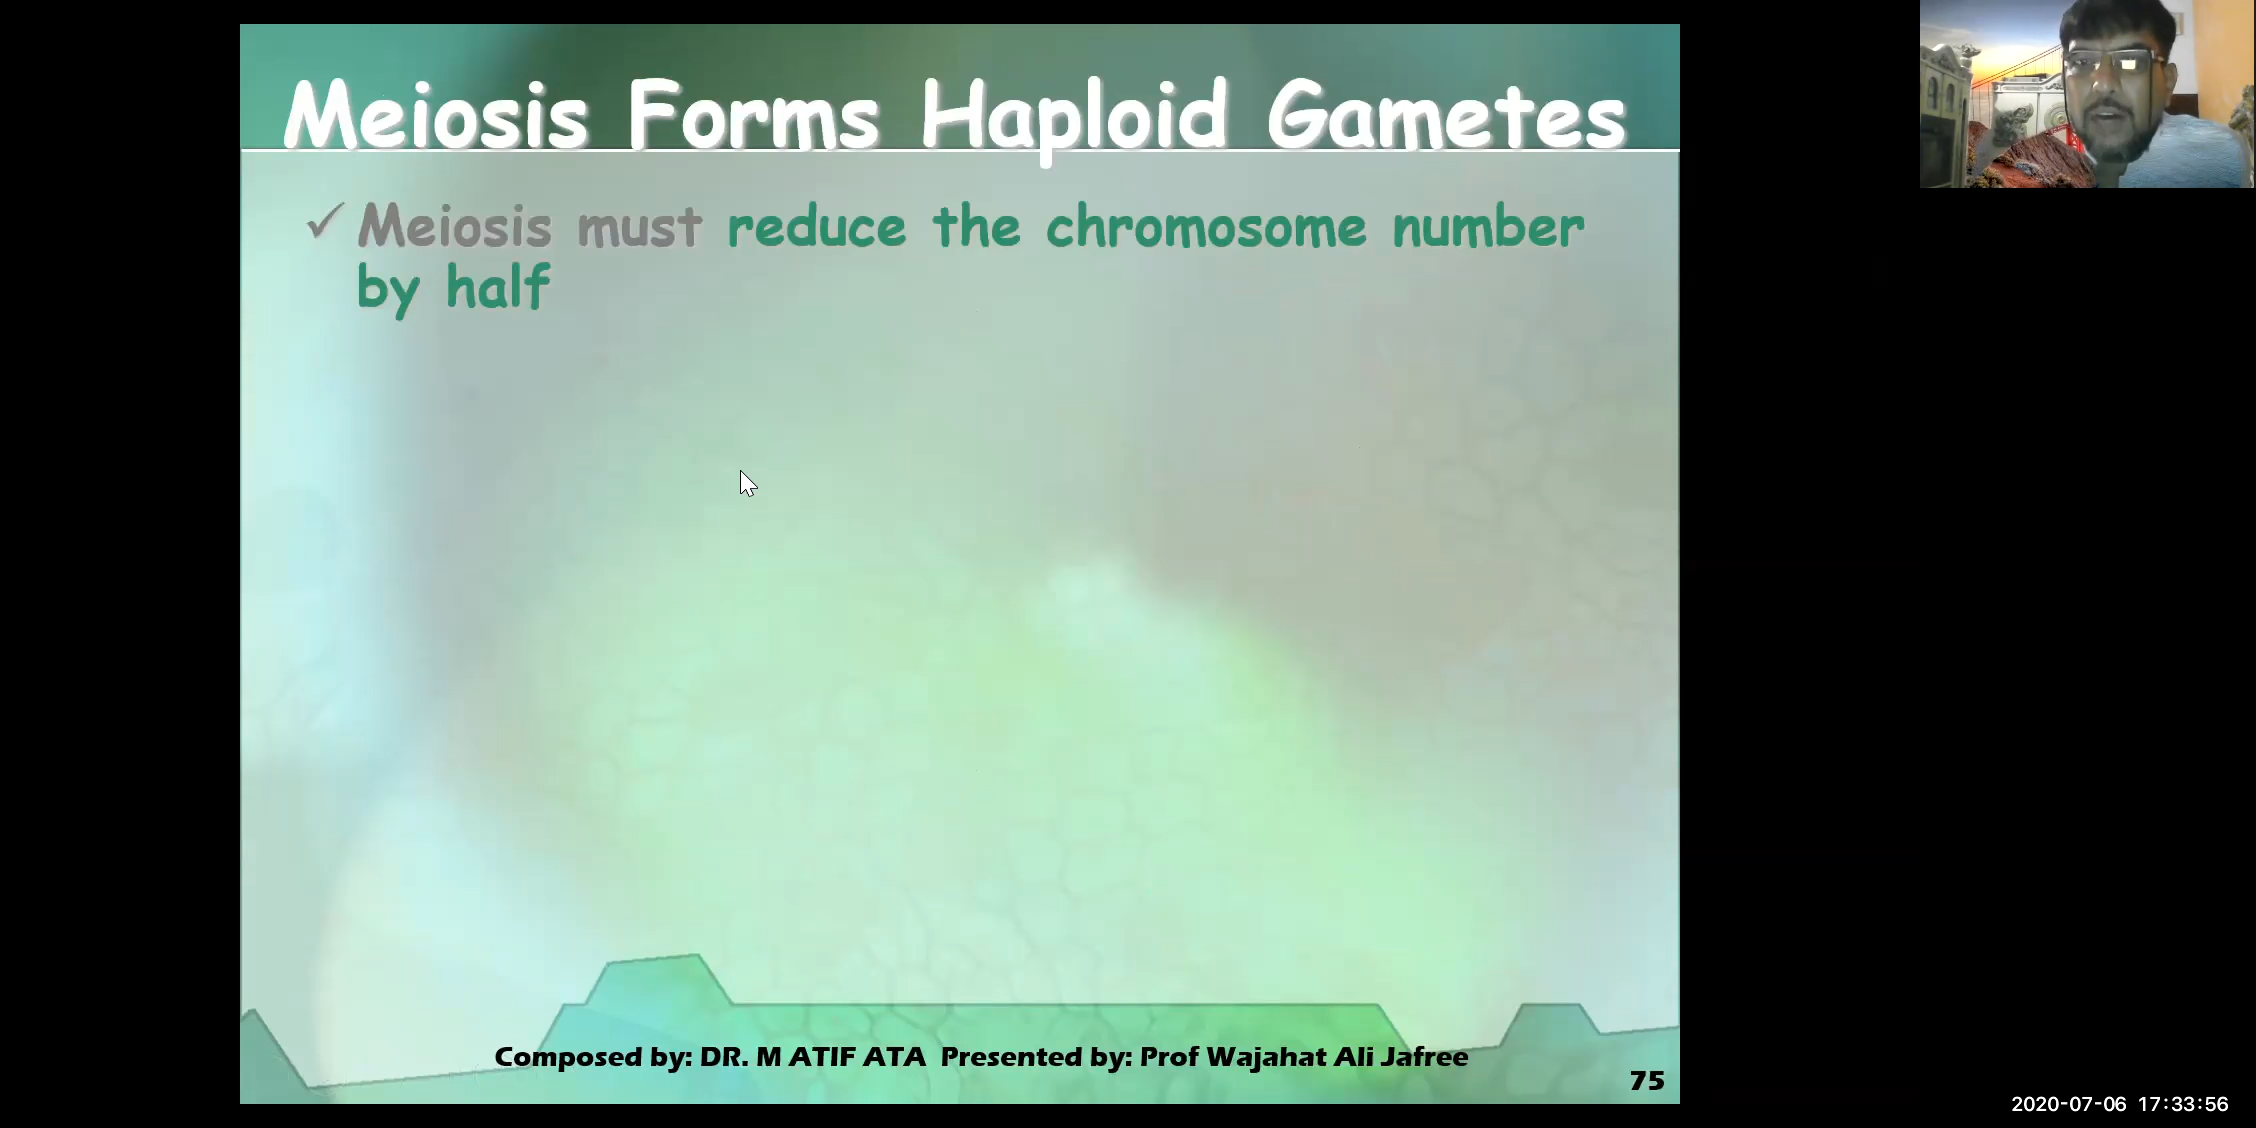 Meiosis Forms Haploid Gametes
✓ Meiosis must reduce the chromosome number
by half
Composed by: DR. M ATIF ATA Presented by: Prof Wajahat Ali Jafree
75
2020-07-06 17:33:56